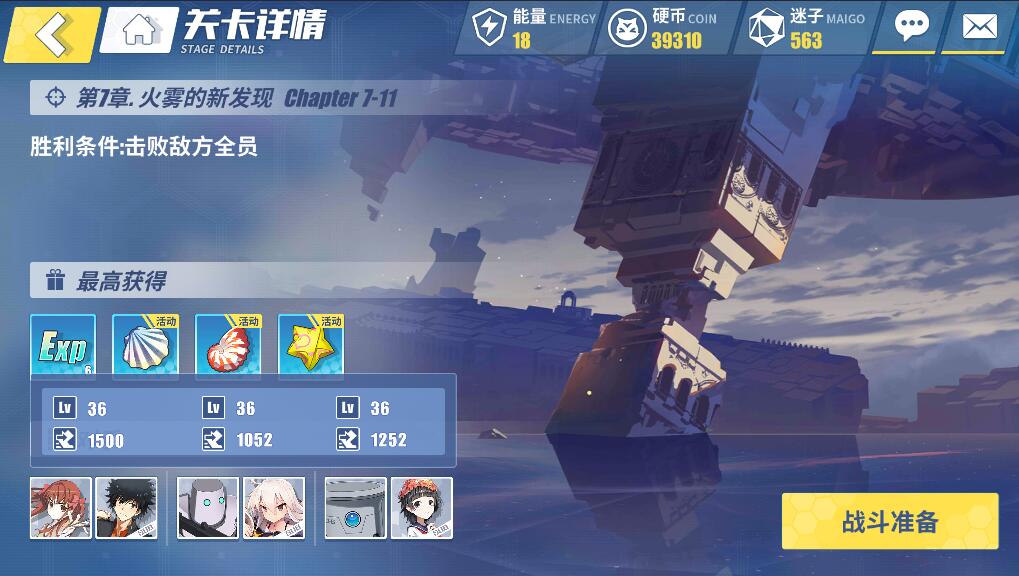 关卡详情
STAGE DETAILS
能量 ENERGY
18
硬币 COIN
39310
迷子 MAIGO
563
第7章.火雾的新发现 Chapter 7-11
胜利条件:击败敌方全员
最高获得
Exp
6
活动
活动
活动
Lv 36 Lv 36 Lv 36
1500 1052 1252
战斗准备